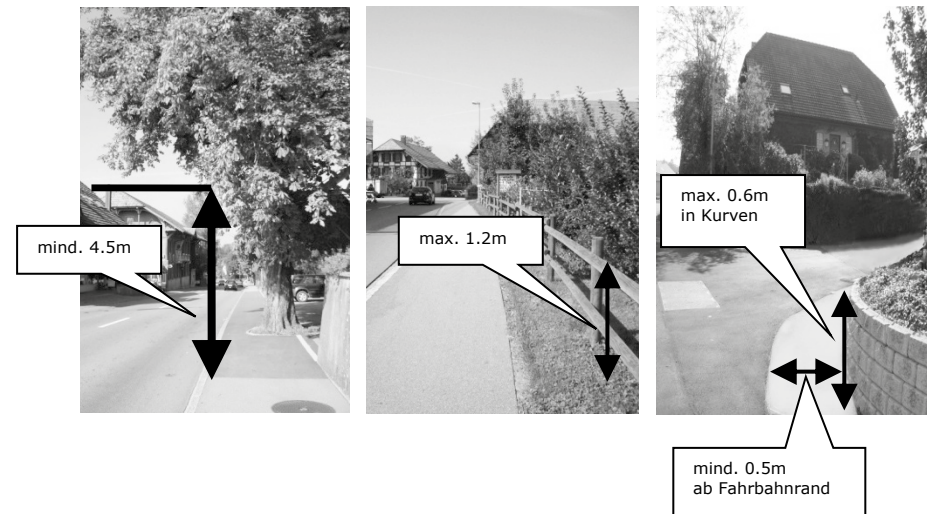 mind. 4.5m
max. 1.2m
max. 0.6m
in Kurven
mind. 0.5m
ab Fahrbahnrand